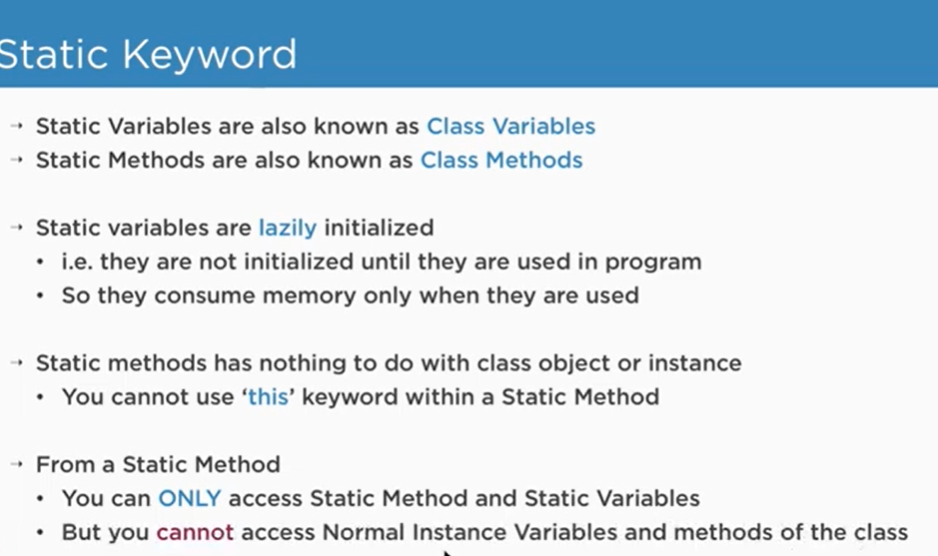 Static Keyword
→ Static Variables are also known as Class Variables
→ Static Methods are also known as Class Methods
→ Static variables are lazily initialized
• i.e. they are not initialized until they are used in program
• So they consume memory only when they are used
→ Static methods has nothing to do with class object or instance
• You cannot use ‘this’ keyword within a Static Method
→ From a Static Method
• You can ONLY access Static Method and Static Variables
• But you cannot access Normal Instance Variables and methods of the class